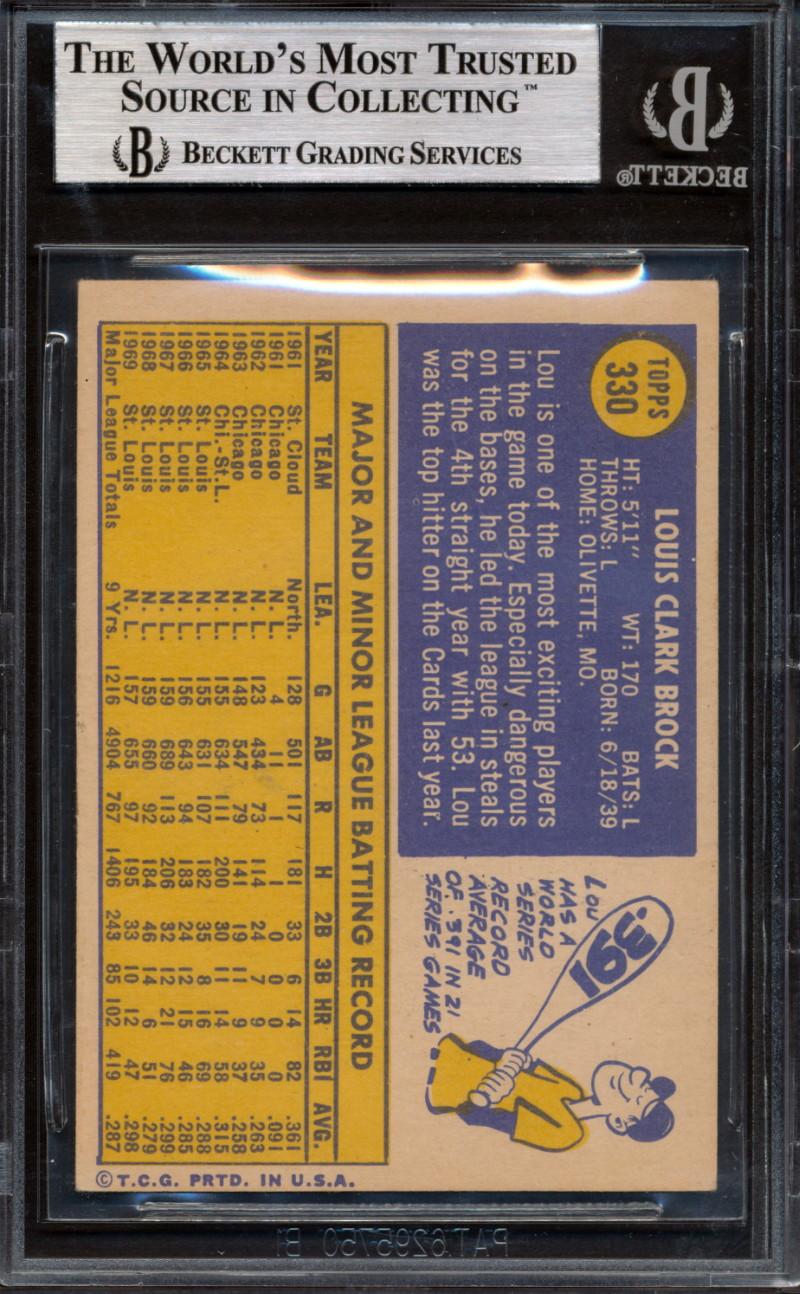 THE WORLD'S MOST TRUSTED
SOURCE IN COLLECTING™
B BECKETT GRADING SERVICES
B
BECKETT®
TOPPS
330
LOUIS CLARK BROCK
HT: 5'11" WT: 170 BATS: L
THROWS: L BORN: 6/18/39
HOME: OLIVETTE, MO.
Lou is one of the most exciting players
in the game today. Especially dangerous
on the bases, he led the league in steals
for the 4th straight year with 53. Lou
was the top hitter on the Cards last year.
.391
LOU
HAS A
WORLD
SERIES
RECORD
AVERAGE
OF .391 IN 21
SERIES GAMES
MAJOR AND MINOR LEAGUE BATTING RECORD
YEAR TEAM LEA. G AB R H 2B 3B HR RBI AVG.
1961 St. Cloud North. 128 501 117 181 33 6 14 82 .361
1961 Chicago N. L. 4 11 1 1 0 0 0 0 .091
1962 Chicago N. L. 123 434 73 114 24 7 9 35 .263
1963 Chicago N. L. 148 547 79 141 19 11 9 37 .258
1964 Chi.-St.L. N. L. 155 634 111 200 30 11 14 58 .315
1965 St. Louis N. L. 155 631 107 182 35 8 16 69 .288
1966 St. Louis N. L. 156 643 94 183 24 12 15 46 .285
1967 St. Louis N. L. 159 689 113 206 32 12 21 76 .299
1968 St. Louis N. L. 159 660 92 184 46 14 6 51 .279
1969 St. Louis N. L. 157 655 97 195 33 10 12 47 .298
Major League Totals 9 Yrs. 1216 4904 767 1406 243 85 102 419 .287
©T.C.G. PRTD. IN U.S.A.
PAT.6295750 B1